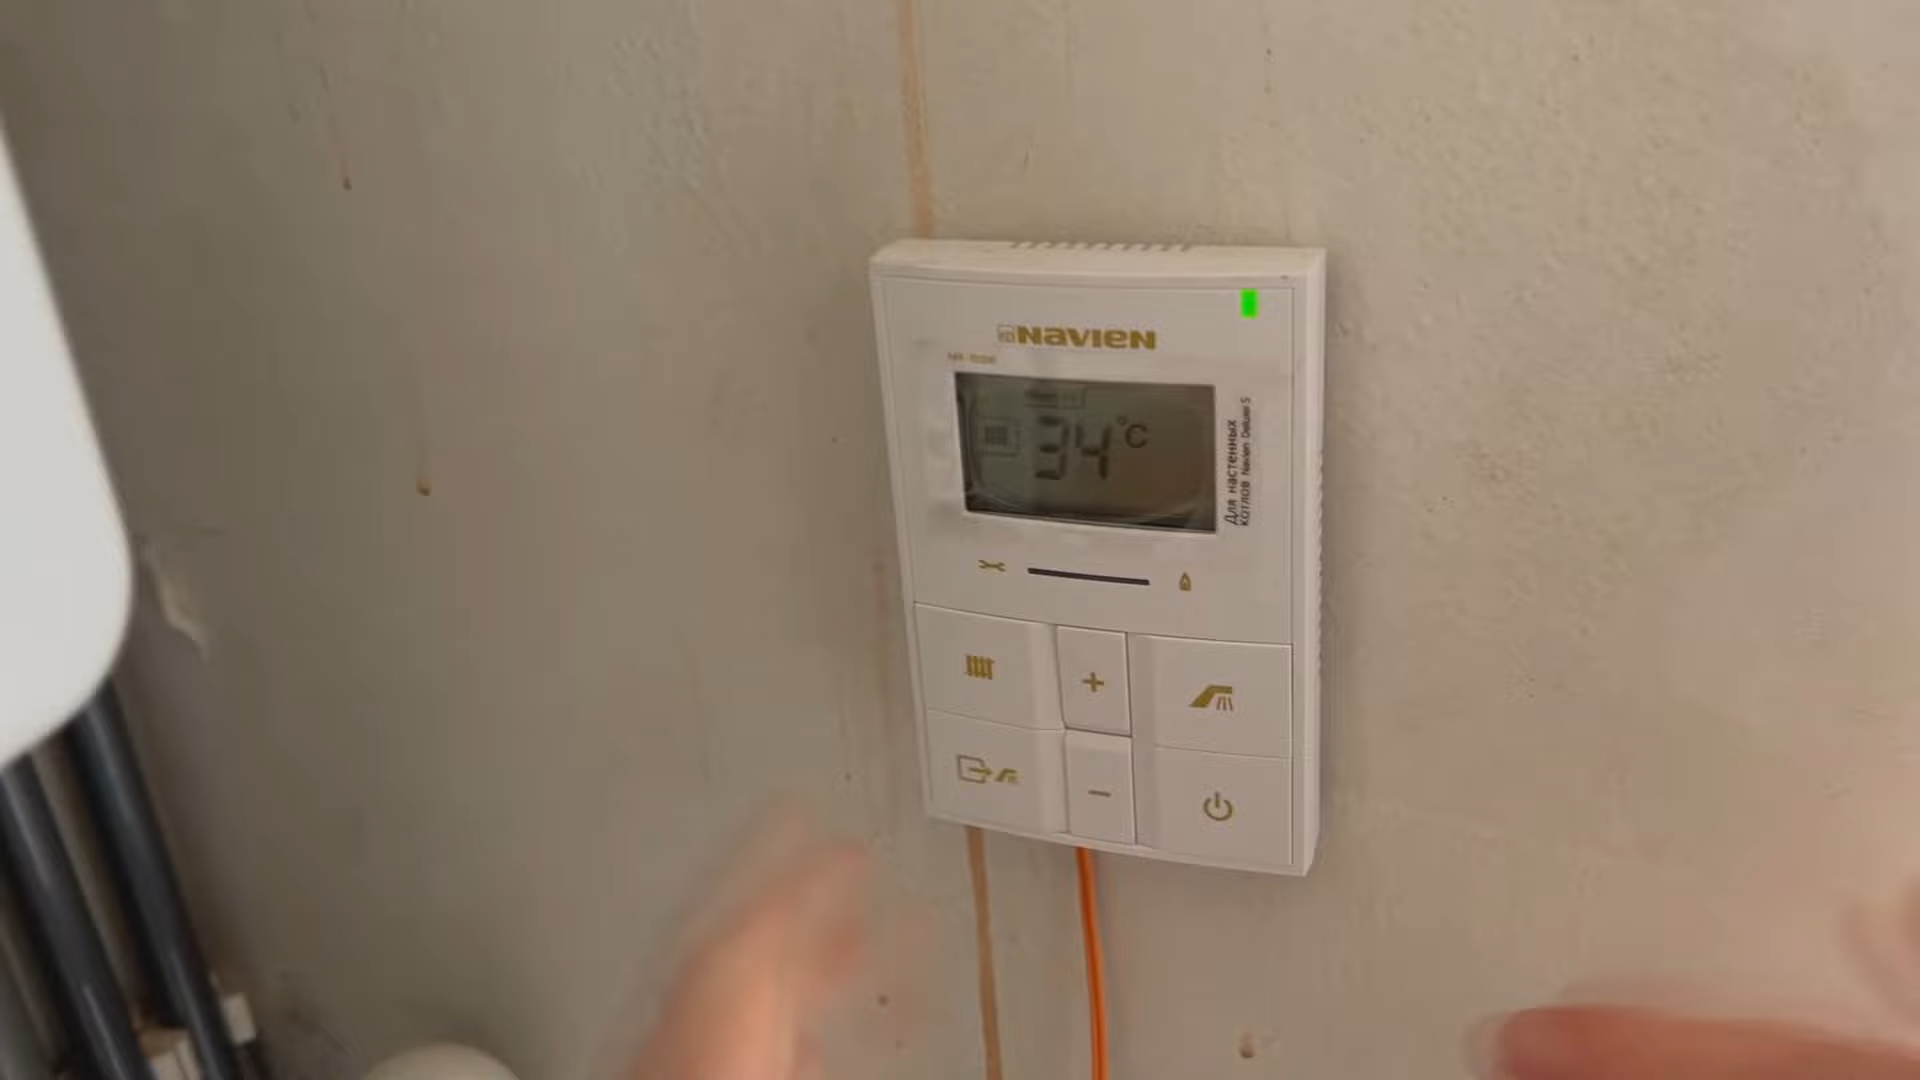 NAVIEN
34°C
Для настенных
котлов Navien Deluxe S
+
−